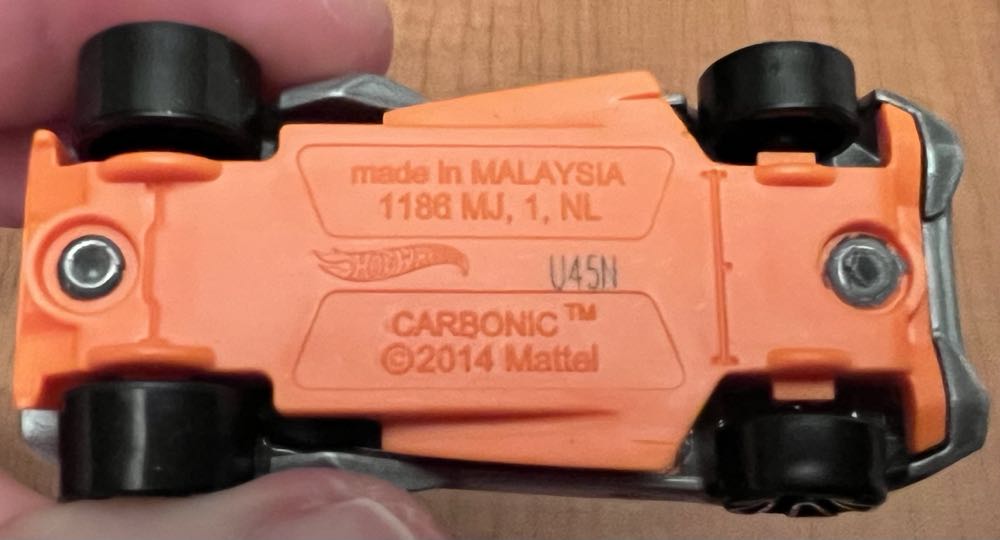 made in MALAYSIA
1186 MJ, 1, NL
HOT WHEELS
U45N
CARBONIC™
©2014 Mattel